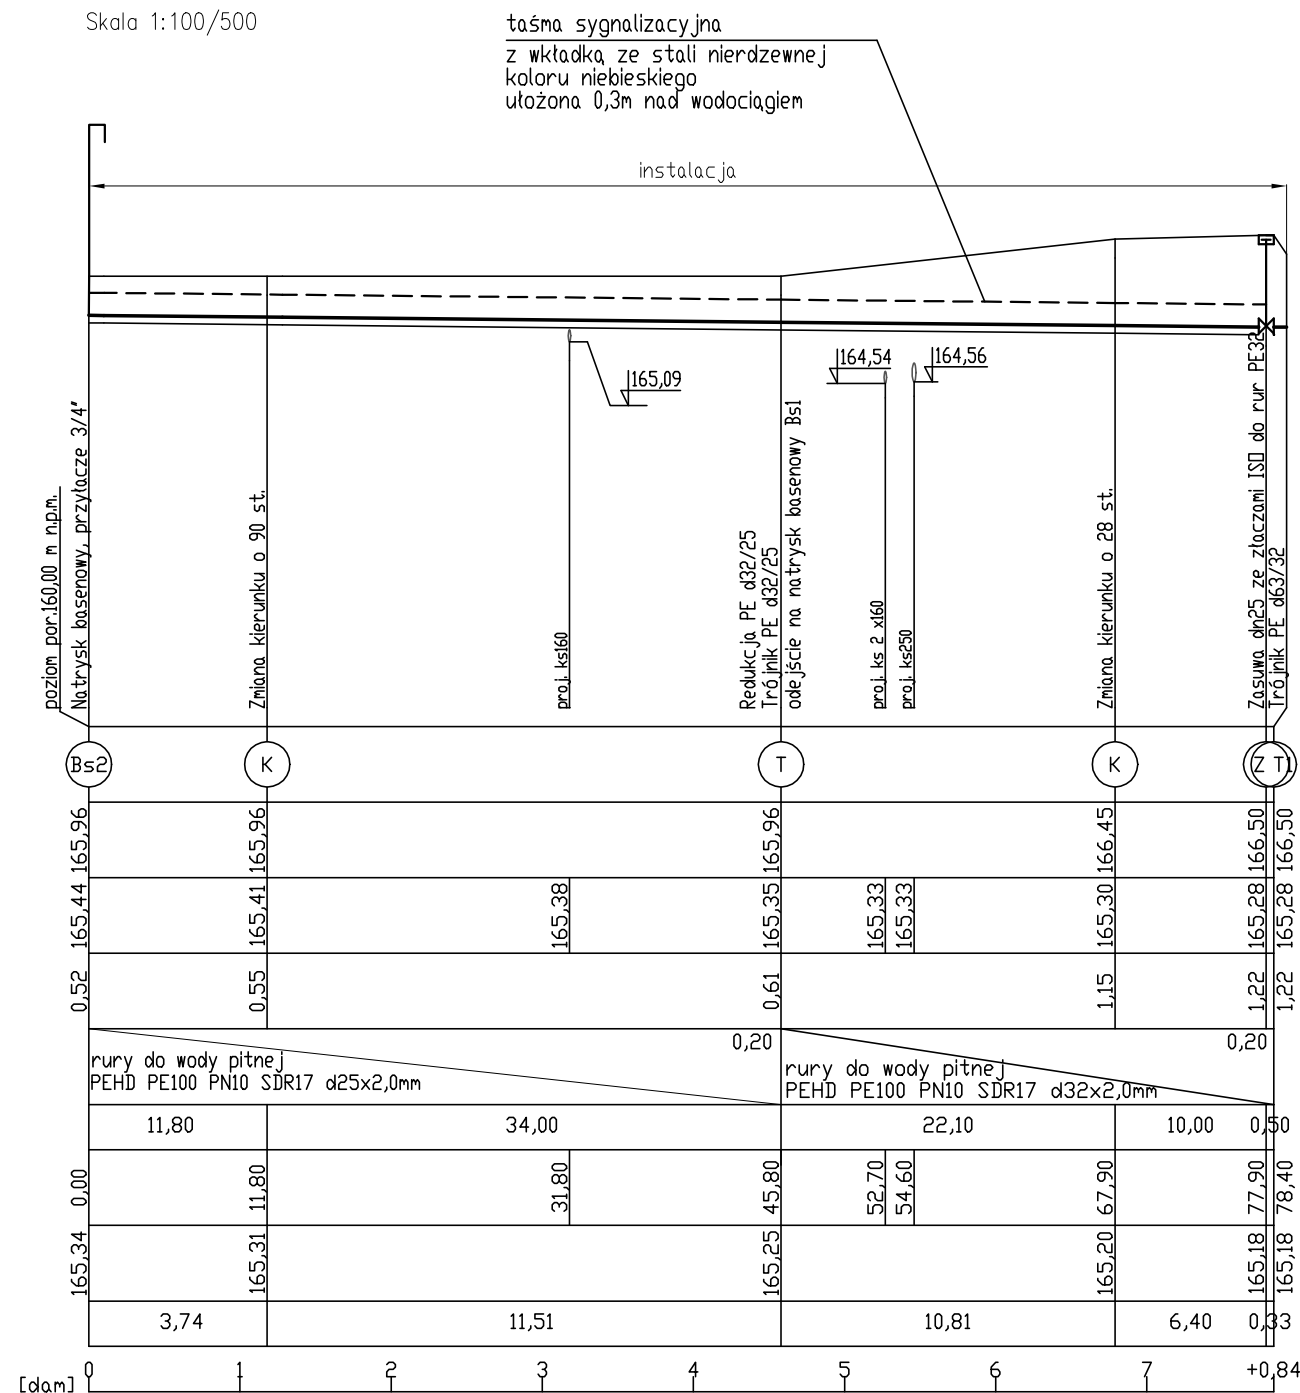 Skala 1:100/500
taśma sygnalizacyjna
z wkładką ze stali nierdzewnej
koloru niebieskiego
ułożona 0,3m nad wodociągiem
instalacja
165,09
164,54
164,56
poziom por.160,00 m n.p.m.
Natrysk basenowy, przyłącze 3/4"
Zmiana kierunku o 90 st.
proj. ks160
Redukcja PE d32/25
Trójnik PE d32/25
odejście na natrysk basenowy Bs1
proj. ks 2 x160
proj. ks250
Zmiana kierunku o 28 st.
Zasuwa dn25 ze złączami ISO do rur PE32
Trójnik PE d63/32
Bs2 K T K Z T1
165,96 165,96 165,96 166,45 166,50 166,50
165,44 165,41 165,38 165,35 165,33 165,33 165,30 165,28 165,28
0,52 0,55 0,61 1,15 1,22 1,22
0,20 0,20
rury do wody pitnej
PEHD PE100 PN10 SDR17 d25x2,0mm
rury do wody pitnej
PEHD PE100 PN10 SDR17 d32x2,0mm
11,80 34,00 22,10 10,00 0,50
0,00 11,80 31,80 45,80 52,70 54,60 67,90 77,90 78,40
165,34 165,31 165,25 165,20 165,18 165,18
3,74 11,51 10,81 6,40 0,33
[dam] 0 1 2 3 4 5 6 7 +0,84